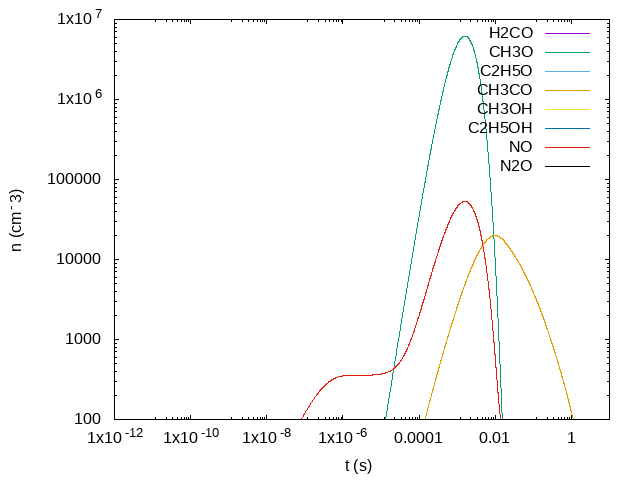 1x10^7
1x10^6
100000
10000
1000
100
n (cm^-3)
H2CO
CH3O
C2H5O
CH3CO
CH3OH
C2H5OH
NO
N2O
1x10^-12 1x10^-10 1x10^-8 1x10^-6 0.0001 0.01 1
t (s)